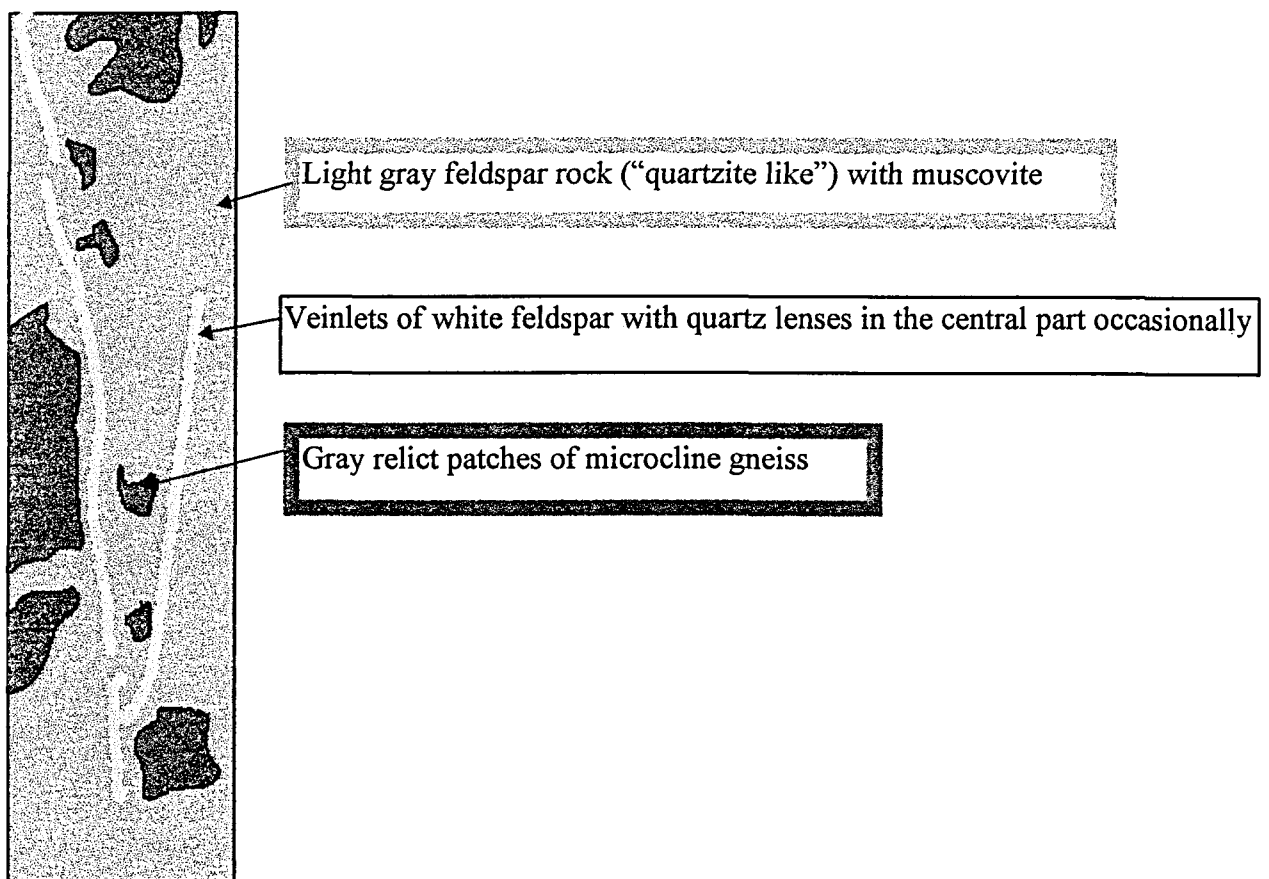 Light gray feldspar rock (“quartzite like”) with muscovite
Veinlets of white feldspar with quartz lenses in the central part occasionally
Gray relict patches of microcline gneiss